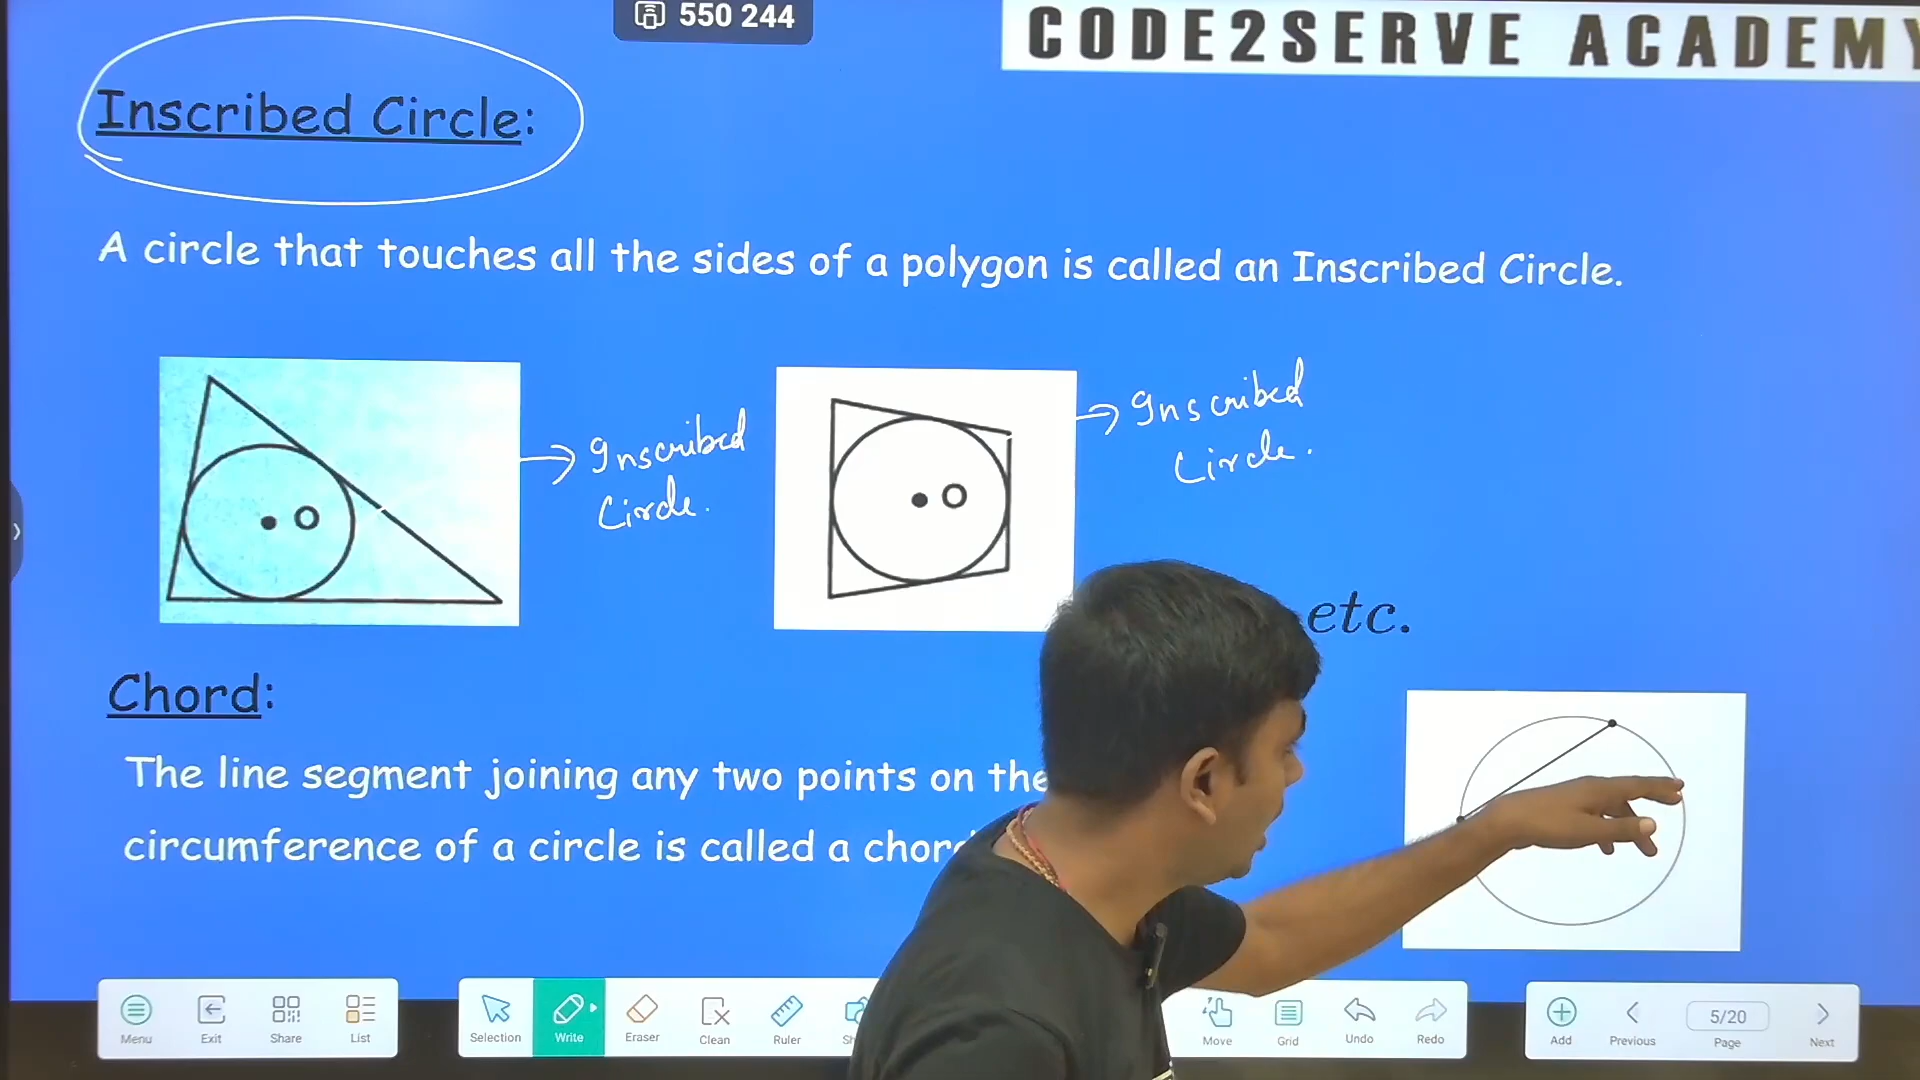 550 244
CODE2SERVE ACADEMY
Inscribed Circle:
A circle that touches all the sides of a polygon is called an Inscribed Circle.
O
→ Inscribed
Circle.
O
→ Inscribed
Circle.
etc.
Chord:
The line segment joining any two points on the
circumference of a circle is called a chord
Menu
Exit
Share
List
Selection
Write
Eraser
Clean
Ruler
Move
Grid
Undo
Redo
Add
Previous
5/20
Page
Next